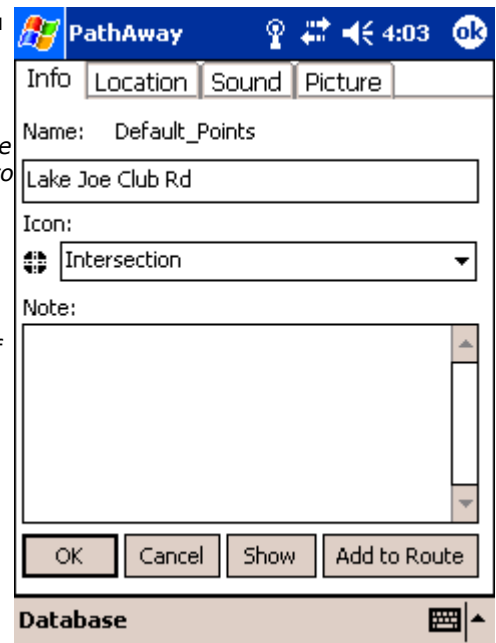 PathAway 4:03 ok
Info Location Sound Picture
Name: Default_Points
Lake Joe Club Rd
Icon:
Intersection
Note:
OK Cancel Show Add to Route
Database